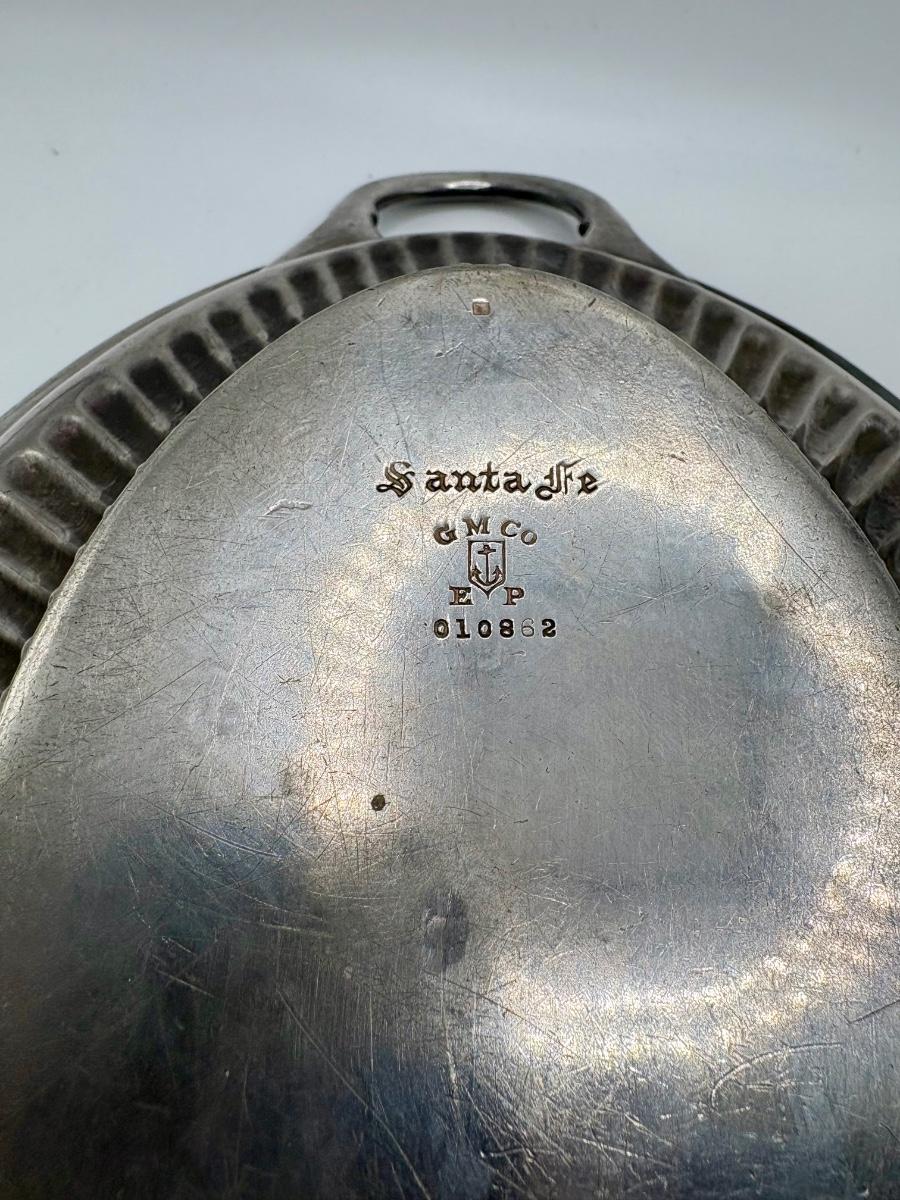 Santa Fe
GMCo
E P
010862